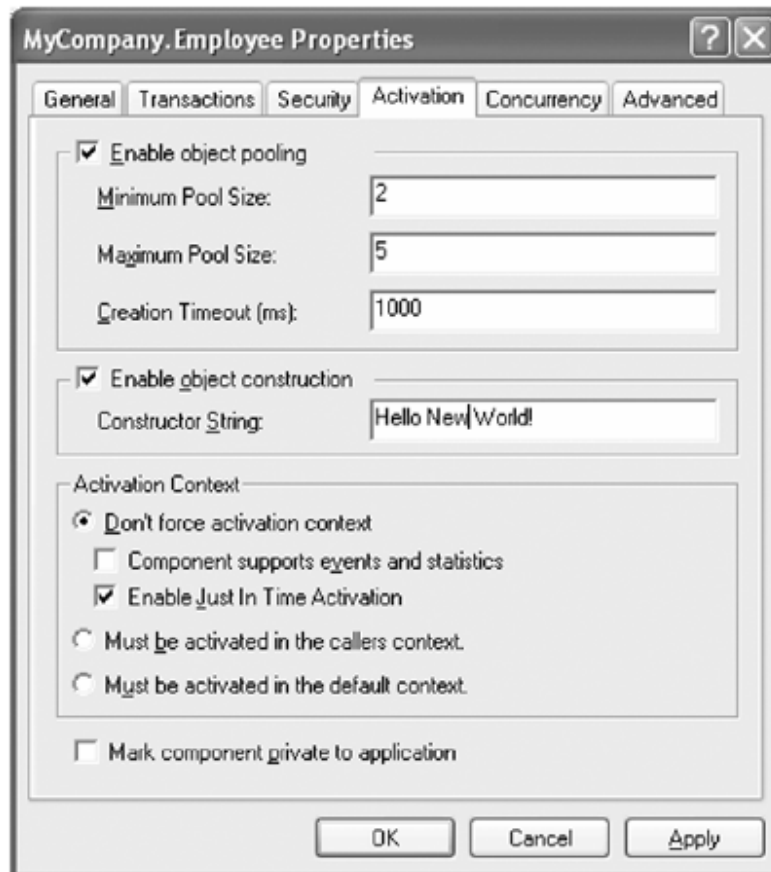 MyCompany.Employee Properties
General Transactions Security Activation Concurrency Advanced
Enable object pooling
Minimum Pool Size: 2
Maximum Pool Size: 5
Creation Timeout (ms): 1000
Enable object construction
Constructor String: Hello New World!
Activation Context
Don't force activation context
Component supports events and statistics
Enable Just In Time Activation
Must be activated in the callers context.
Must be activated in the default context.
Mark component private to application
OK Cancel Apply